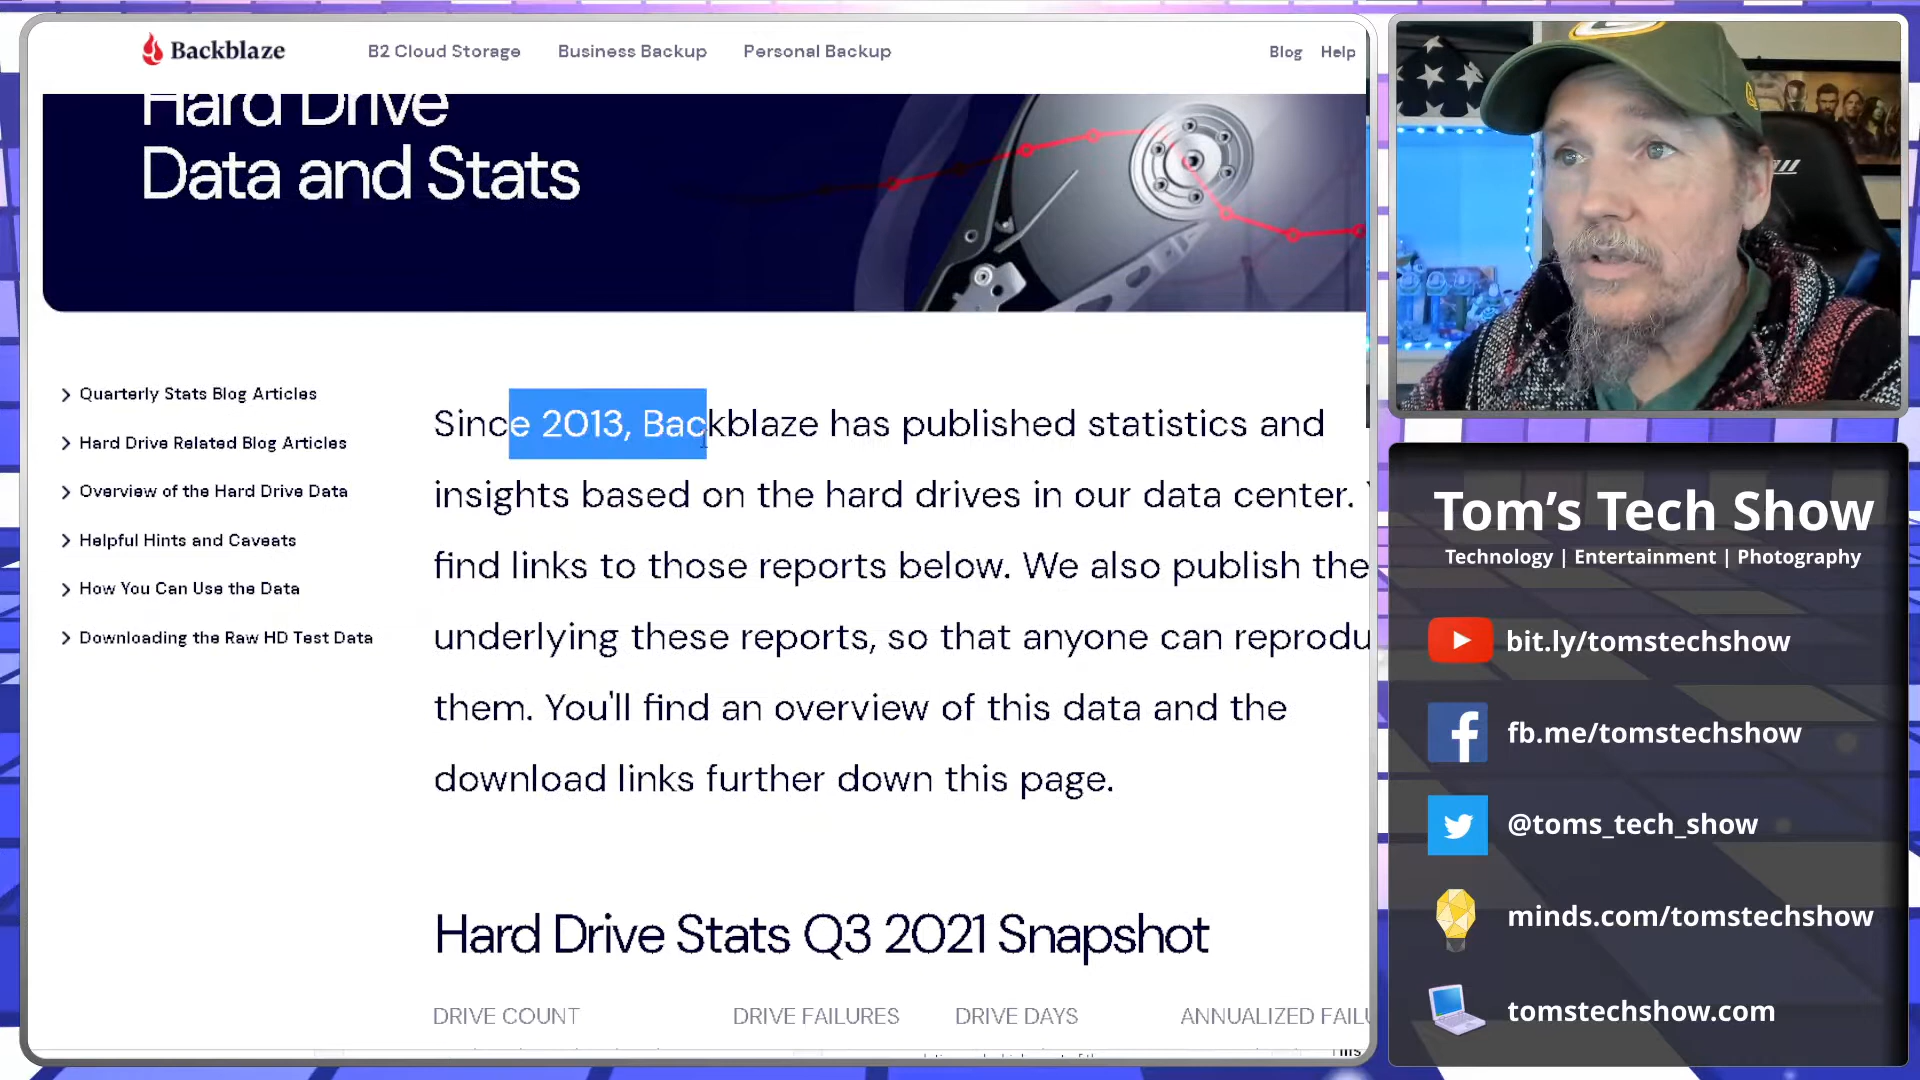 Backblaze
B2 Cloud Storage
Business Backup
Personal Backup
Blog
Help
Hard Drive
Data and Stats
Quarterly Stats Blog Articles
Hard Drive Related Blog Articles
Overview of the Hard Drive Data
Helpful Hints and Caveats
How You Can Use the Data
Downloading the Raw HD Test Data
Since 2013, Backblaze has published statistics and
insights based on the hard drives in our data center.
find links to those reports below. We also publish the
underlying these reports, so that anyone can reprodu
them. You'll find an overview of this data and the
download links further down this page.
Hard Drive Stats Q3 2021 Snapshot
DRIVE COUNT
DRIVE FAILURES
DRIVE DAYS
ANNUALIZED FAILU
Tom's Tech Show
Technology | Entertainment | Photography
bit.ly/tomstechshow
fb.me/tomstechshow
@toms_tech_show
minds.com/tomstechshow
tomstechshow.com